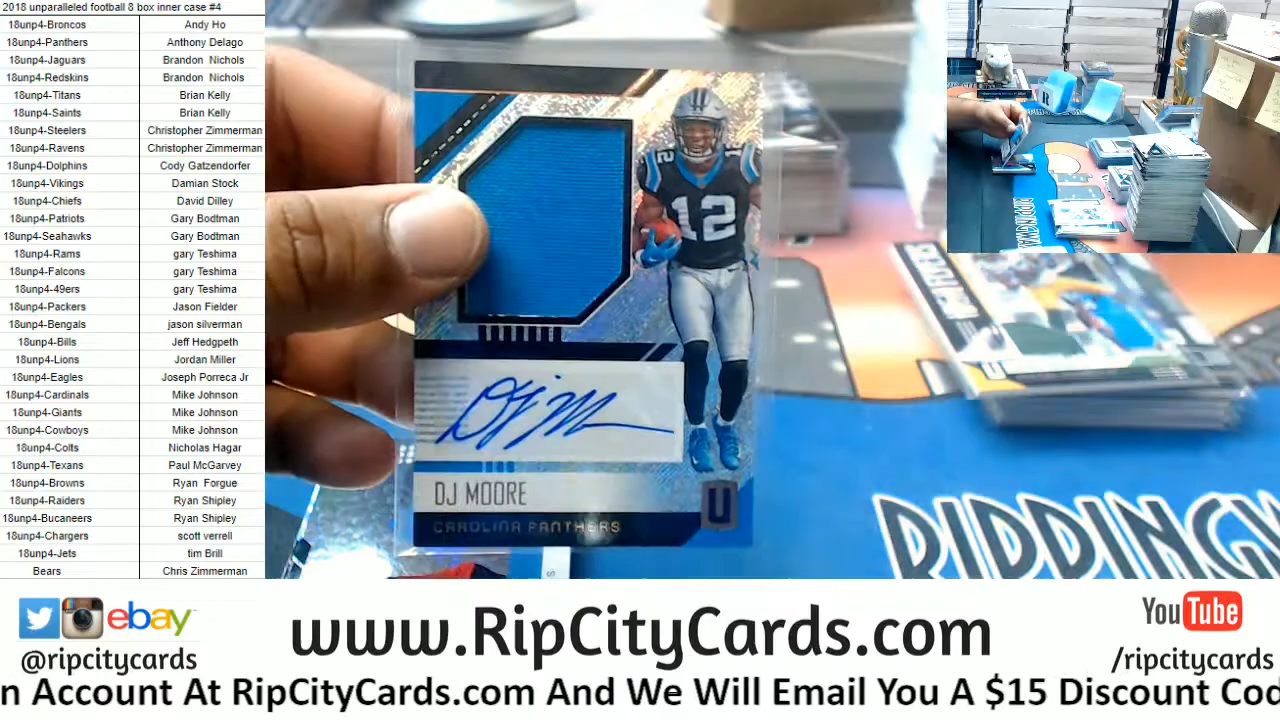 2018 unparalleled football 8 box inner case #4
18unp4-Broncos Andy Ho
18unp4-Panthers Anthony Delago
18unp4-Jaguars Brandon Nichols
18unp4-Redskins Brandon Nichols
18unp4-Titans Brian Kelly
18unp4-Saints Brian Kelly
18unp4-Steelers Christopher Zimmerman
18unp4-Ravens Christopher Zimmerman
18unp4-Dolphins Cody Gatzendorfer
18unp4-Vikings Damian Stock
18unp4-Chiefs David Dilley
18unp4-Patriots Gary Bodtman
18unp4-Seahawks Gary Bodtman
18unp4-Rams gary Teshima
18unp4-Falcons gary Teshima
18unp4-49ers gary Teshima
18unp4-Packers Jason Fielder
18unp4-Bengals jason silverman
18unp4-Bills Jeff Hedgpeth
18unp4-Lions Jordan Miller
18unp4-Eagles Joseph Porreca Jr
18unp4-Cardinals Mike Johnson
18unp4-Giants Mike Johnson
18unp4-Cowboys Mike Johnson
18unp4-Colts Nicholas Hagar
18unp4-Texans Paul McGarvey
18unp4-Browns Ryan Forgue
18unp4-Raiders Ryan Shipley
18unp4-Bucaneers Ryan Shipley
18unp4-Chargers scott verrell
18unp4-Jets tim Brill
Bears Chris Zimmerman
12
12
DJ M
DJ MOORE
U
CAROLINA PANTHERS
RIPPINGW
ebay
@ripcitycards
www.RipCityCards.com
YouTube
/ripcitycards
n Account At RipCityCards.com And We Will Email You A $15 Discount Cod